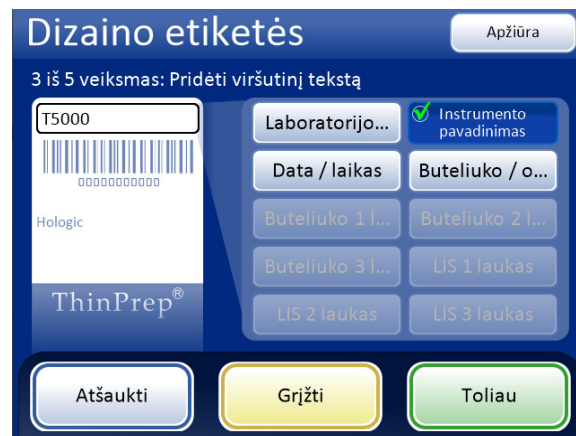 Dizaino etiketės
Apžiūra
3 iš 5 veiksmas: Pridėti viršutinį tekstą
T5000
Hologic
ThinPrep®
Laboratorijo...
Instrumento
pavadinimas
Data / laikas
Buteliuko / o...
Buteliuko 1 l...
Buteliuko 2 l...
Buteliuko 3 l...
LIS 1 laukas
LIS 2 laukas
LIS 3 laukas
Atšaukti
Grįžti
Toliau